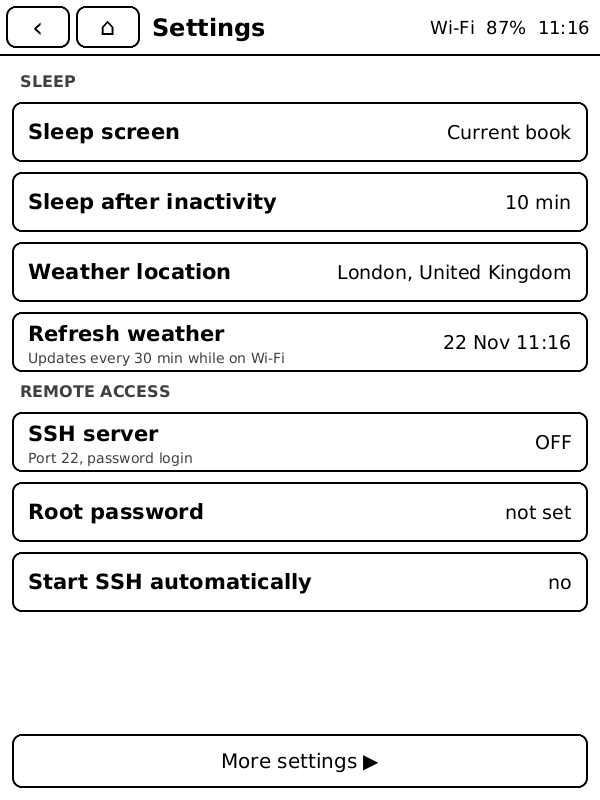 ‹ ⌂ Settings Wi-Fi 87% 11:16
SLEEP
Sleep screen Current book
Sleep after inactivity 10 min
Weather location London, United Kingdom
Refresh weather 22 Nov 11:16
Updates every 30 min while on Wi-Fi
REMOTE ACCESS
SSH server OFF
Port 22, password login
Root password not set
Start SSH automatically no
More settings ▶